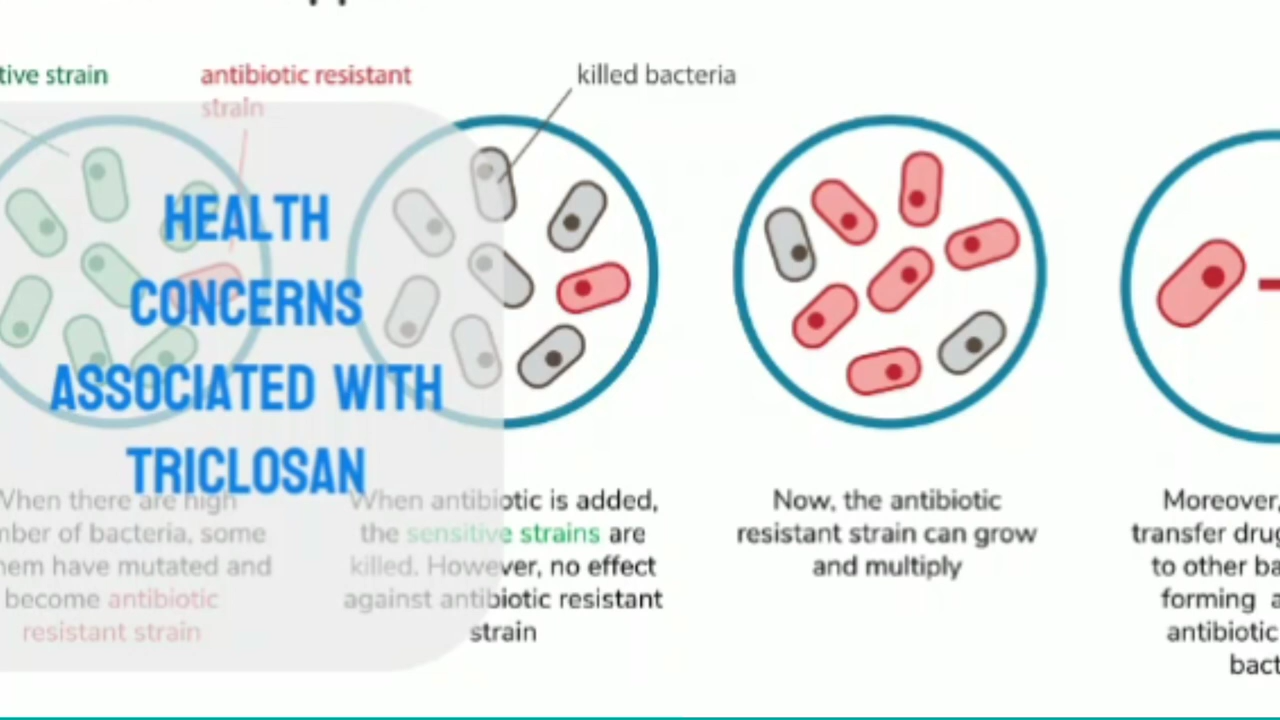 tive strain
antibiotic resistant
strain
killed bacteria
HEALTH
CONCERNS
ASSOCIATED WITH
TRICLOSAN
When there are high
mber of bacteria, some
hem have mutated and
become antibiotic
resistant strain
When antibiotic is added,
the sensitive strains are
killed. However, no effect
against antibiotic resistant
strain
Now, the antibiotic
resistant strain can grow
and multiply
Moreover,
transfer drug
to other ba
forming a
antibiotic
bact